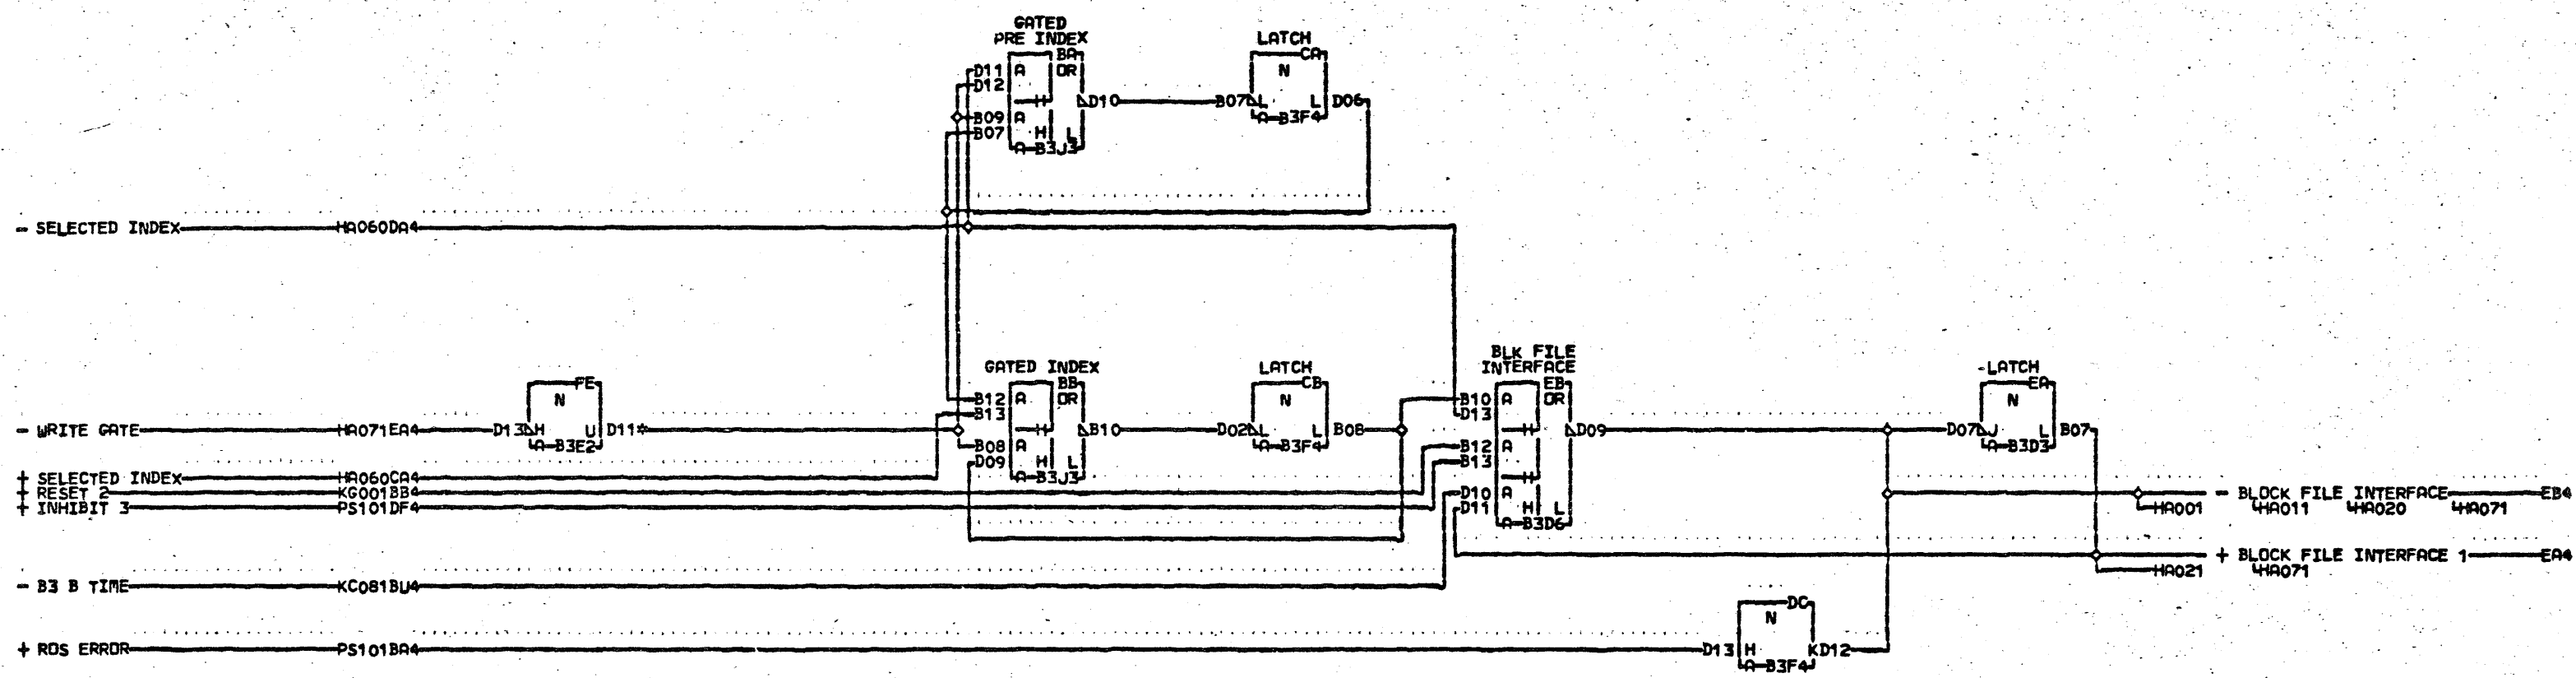 GATED
PRE INDEX
LATCH
BA
CA
D11 A OR
N
D12
H D10 B07 L L D06
B09 A
A-B3F4
B07 H L
A-B3J3
- SELECTED INDEX HA060DA4
BLK FILE
INTERFACE
GATED INDEX
LATCH
-LATCH
FE
BB
CB
EB
EA
N
B12 A OR
N
B10 A OR
N
B13
D13
- WRITE GATE HA071EA4 D13 H U D11* H B10 D02 L L B08 H D09 D07 J L B07
A-B3E2
B08 A
A-B3F4
B12 A
A-B3D3
D09 H L
B13
A-B3J3
+ SELECTED INDEX HA060CA4
H
+ RESET 2 KG001BB4
D10 A
- BLOCK FILE INTERFACE EB4
+ INHIBIT 3 PS101DF4
D11 H L
HA001 HA011 HA020 HA071
A-B3D6
+ BLOCK FILE INTERFACE 1 EA4
HA021 HA071
- B3 B TIME KC081BU4
DC
N
+ ROS ERROR PS101BA4 D13 H K D12
A-B3F4